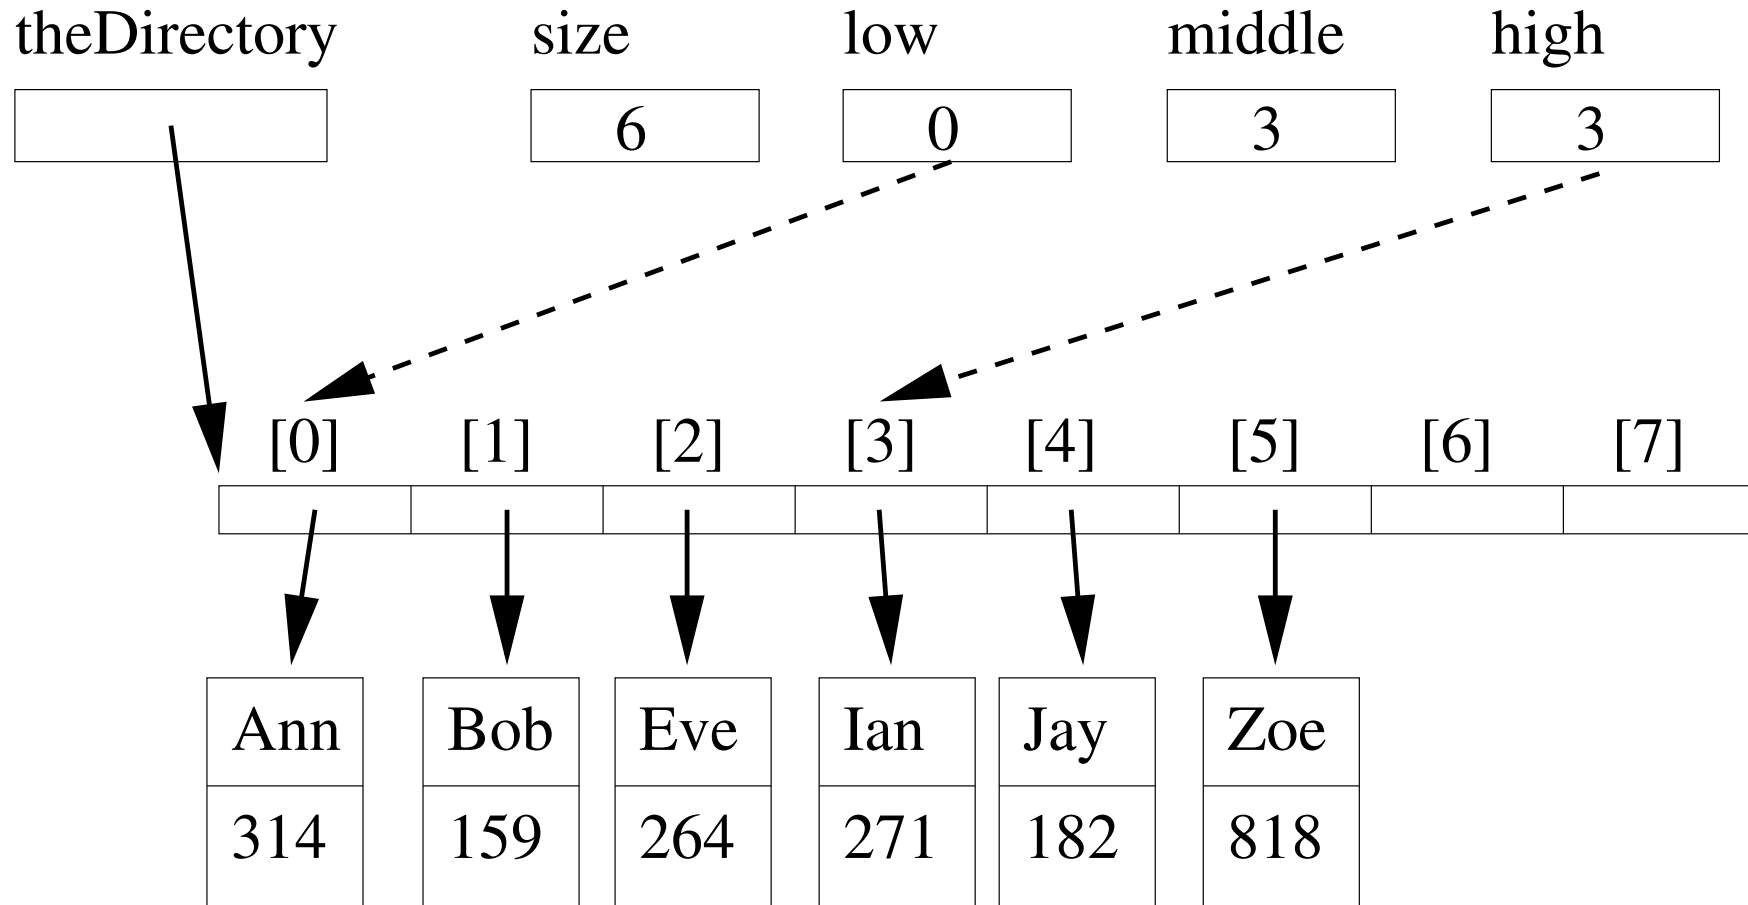 theDirectory size low middle high
6 0 3 3
[0] [1] [2] [3] [4] [5] [6] [7]
Ann Bob Eve Ian Jay Zoe
314 159 264 271 182 818